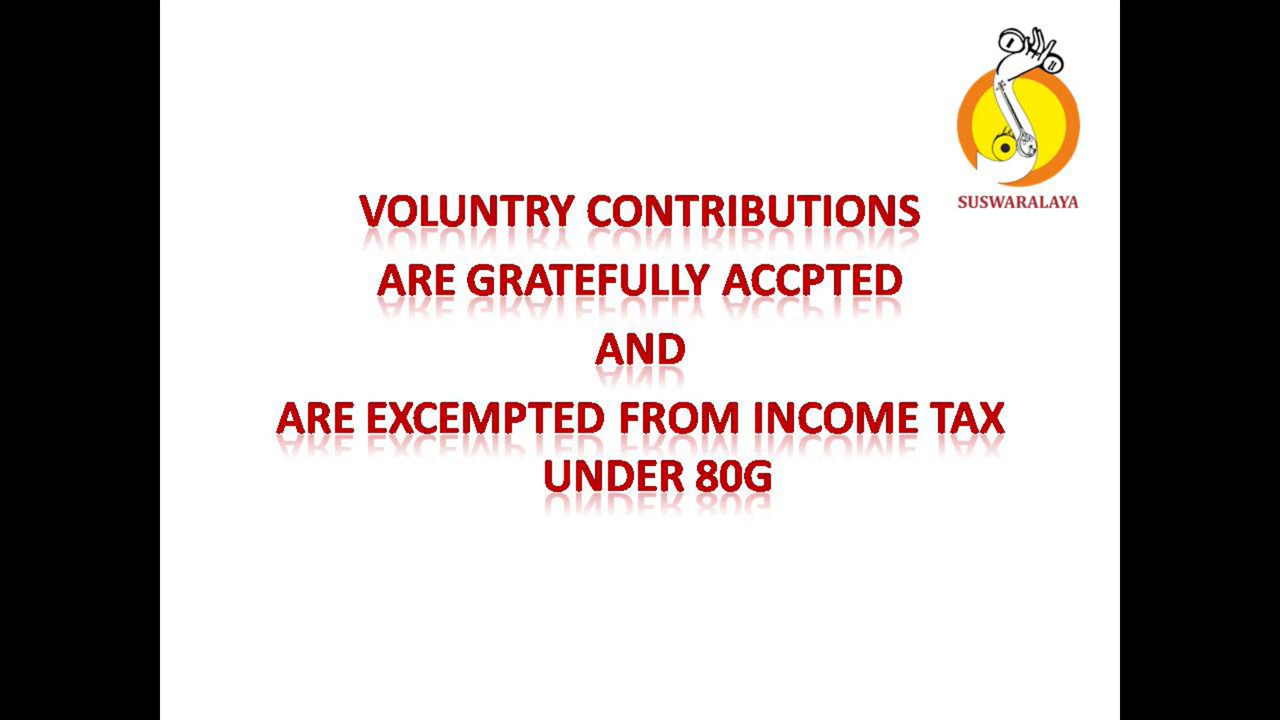 SUSWARALAYA
VOLUNTRY CONTRIBUTIONS
ARE GRATEFULLY ACCPTED
AND
ARE EXCEMPTED FROM INCOME TAX
UNDER 80G